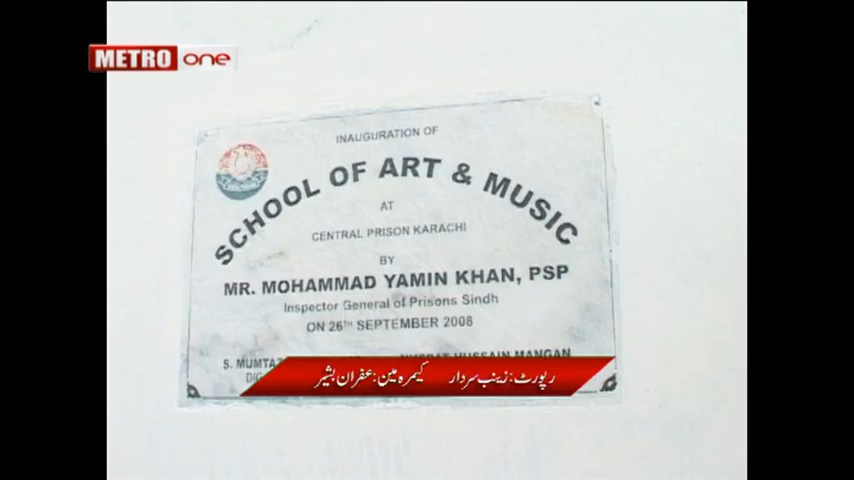 METRO one
INAUGURATION OF
SCHOOL OF ART & MUSIC
AT
CENTRAL PRISON KARACHI
BY
MR. MOHAMMAD YAMIN KHAN, PSP
Inspector General of Prisons Sindh
ON 26TH SEPTEMBER 2008
S. MUMTAZ HUSSAIN MANGAN
رپورٹ: زینب سردار کیمرہ مین: عفران بشیر